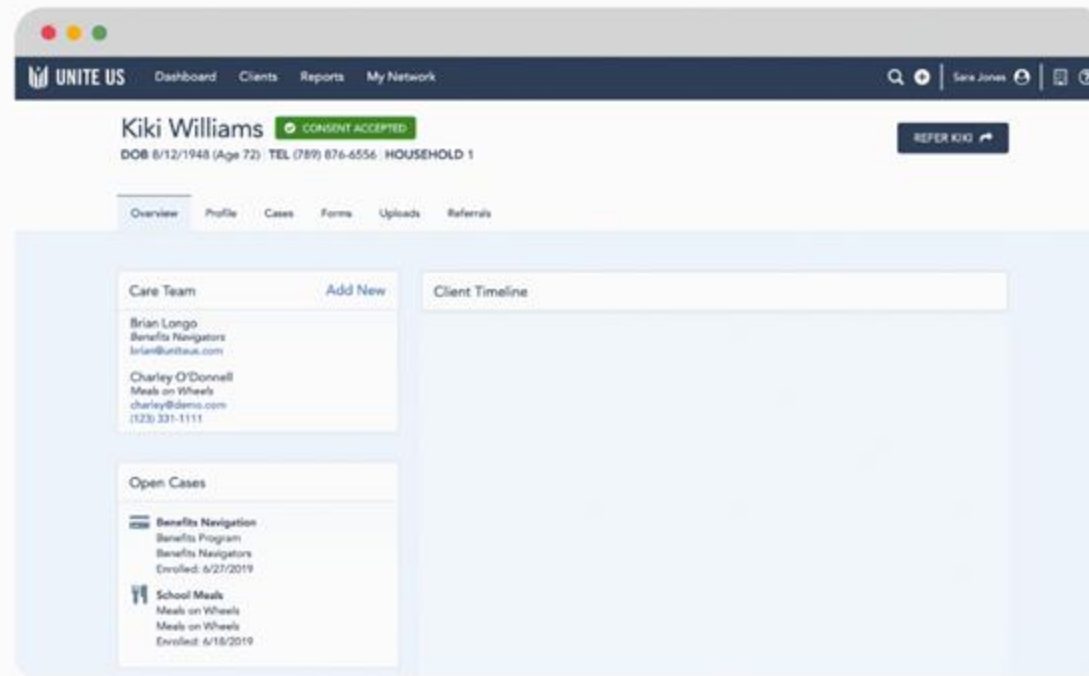 UNITE US Dashboard Clients Reports My Network Sara Jones
Kiki Williams CONSENT ACCEPTED
REFER KIKI
DOB 8/12/1948 (Age 72) TEL (789) 876-6556 HOUSEHOLD 1
Overview Profile Cases Forms Uploads Referrals
Care Team Add New
Brian Longo
Benefits Navigators
brian@uniteus.com
Charley O'Donnell
Meals on Wheels
charley@demo.com
(123) 331-1111
Client Timeline
Open Cases
Benefits Navigation
Benefits Program
Benefits Navigators
Enrolled: 6/27/2019
School Meals
Meals on Wheels
Meals on Wheels
Enrolled: 6/18/2019